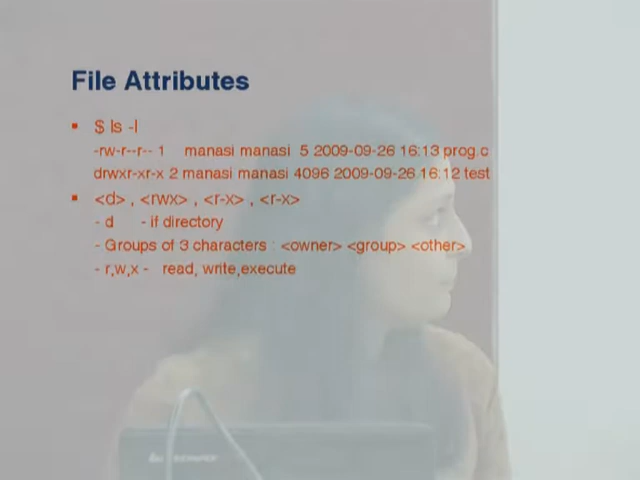 File Attributes
$ ls -l
-rw-r--r-- 1 manasi manasi 5 2009-09-26 16:13 prog.c
drwxr-xr-x 2 manasi manasi 4096 2009-09-26 16:12 test
<d> , <rwx> , <r-x> , <r-x>
- d - if directory
- Groups of 3 characters : <owner> <group> <other>
- r,w,x - read, write,execute